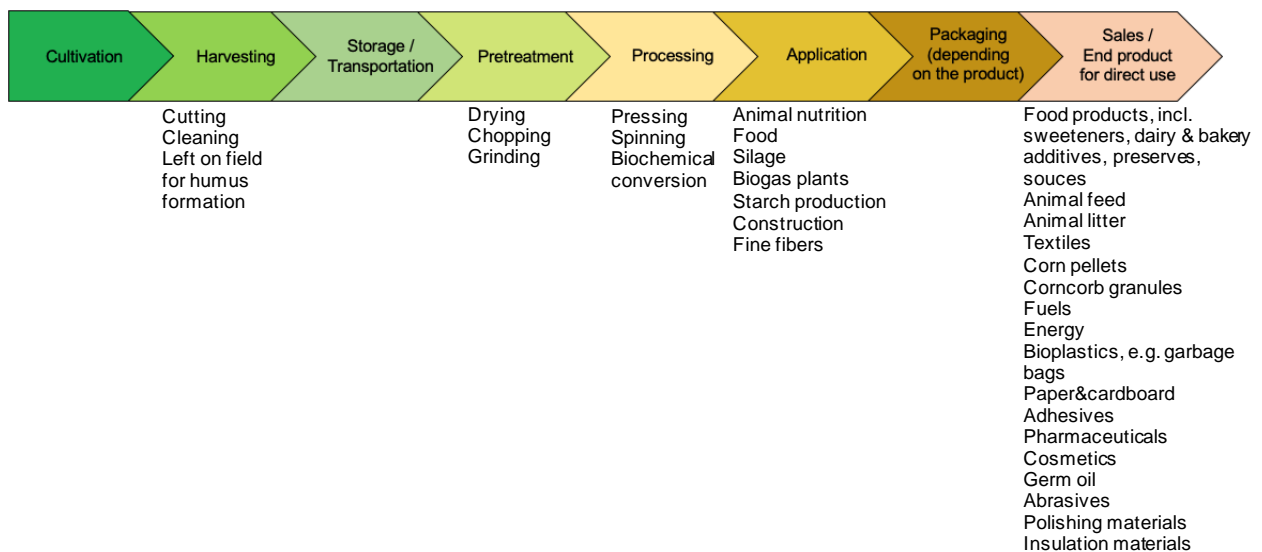 Cultivation
Harvesting
Storage /
Transportation
Pretreatment
Processing
Application
Packaging
(depending
on the product)
Sales /
End product
for direct use
Cutting
Cleaning
Left on field
for humus
formation
Drying
Chopping
Grinding
Pressing
Spinning
Biochemical
conversion
Animal nutrition
Food
Silage
Biogas plants
Starch production
Construction
Fine fibers
Food products, incl.
sweeteners, dairy & bakery
additives, preserves,
souces
Animal feed
Animal litter
Textiles
Corn pellets
Corncorb granules
Fuels
Energy
Bioplastics, e.g. garbage
bags
Paper&cardboard
Adhesives
Pharmaceuticals
Cosmetics
Germ oil
Abrasives
Polishing materials
Insulation materials